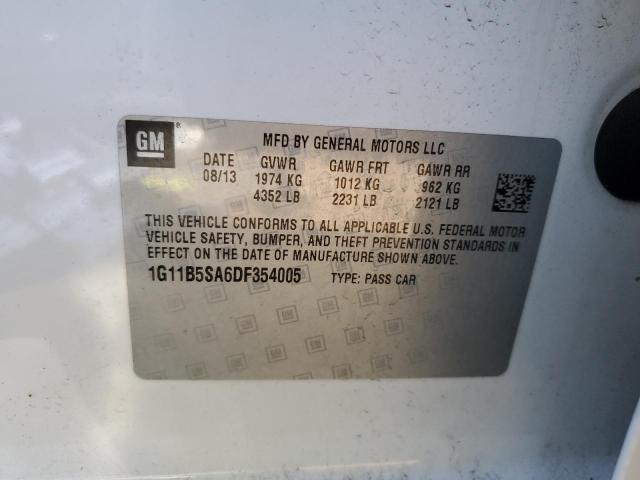 GM®
MFD BY GENERAL MOTORS LLC
DATE GVWR GAWR FRT GAWR RR
08/13 1974 KG 1012 KG 962 KG
4352 LB 2231 LB 2121 LB
THIS VEHICLE CONFORMS TO ALL APPLICABLE U.S. FEDERAL MOTOR
VEHICLE SAFETY, BUMPER, AND THEFT PREVENTION STANDARDS IN
EFFECT ON THE DATE OF MANUFACTURE SHOWN ABOVE.
1G11B5SA6DF354005 TYPE: PASS CAR